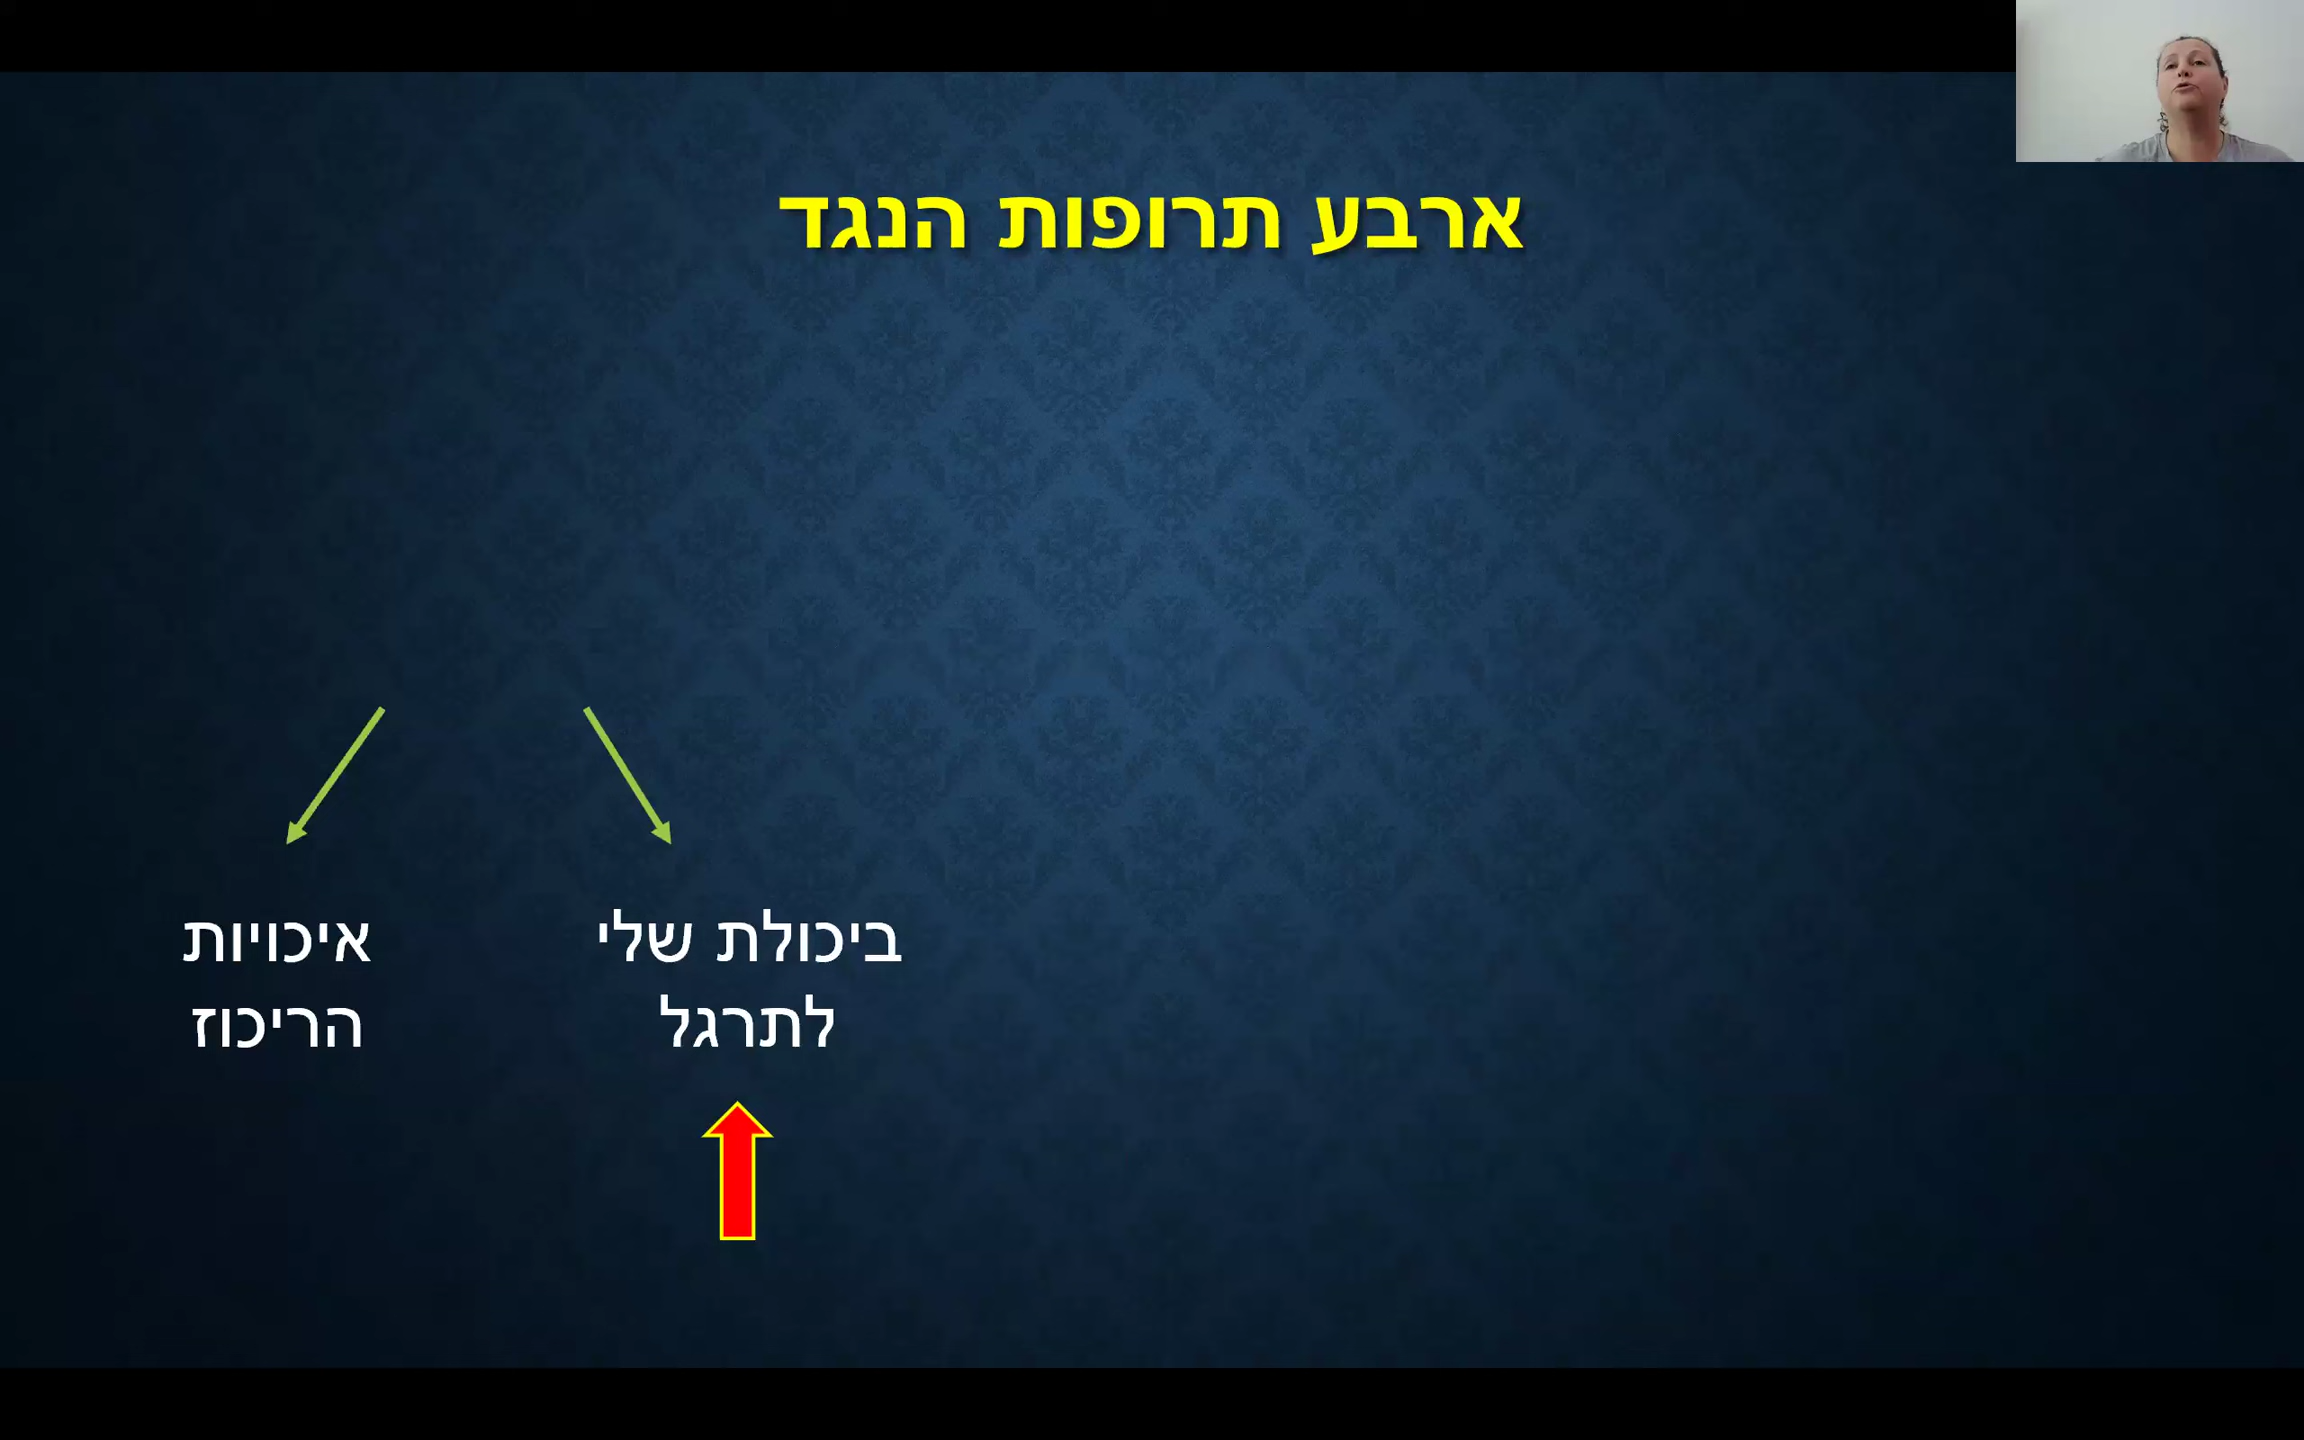 ארבע תרופות הנגד
ביכולת שלי
לתרגל
איכויות
הריכוז